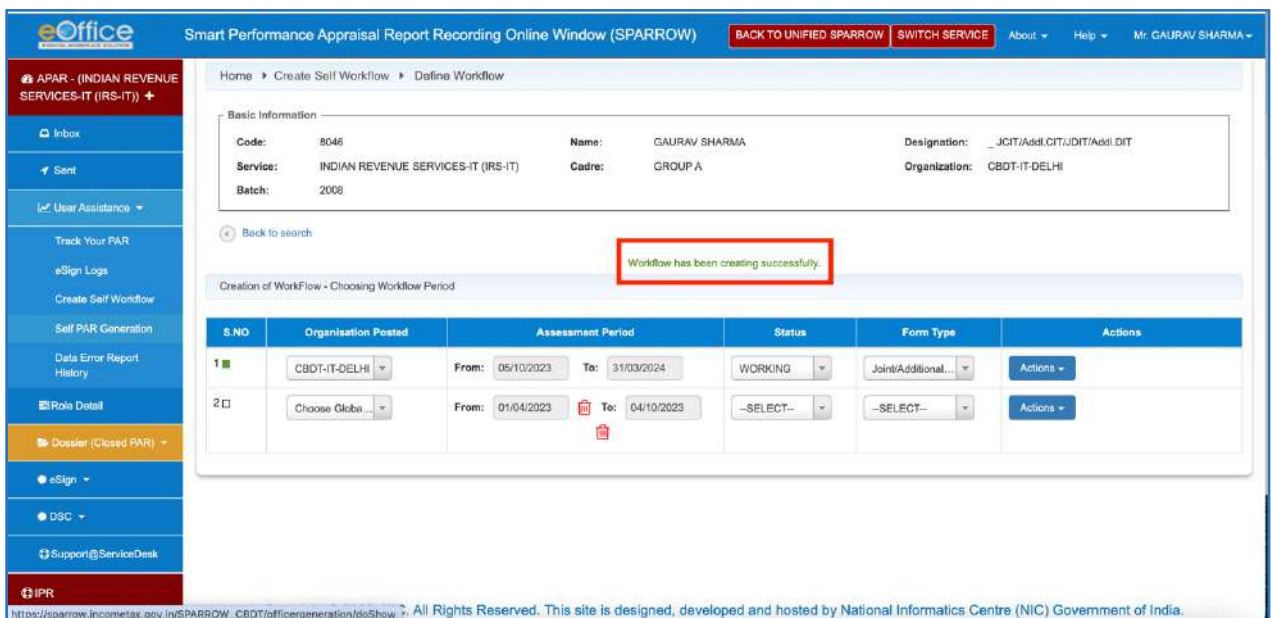 eOffice
A DIGITAL WORKPLACE SOLUTION
Smart Performance Appraisal Report Recording Online Window (SPARROW)
BACK TO UNIFIED SPARROW
SWITCH SERVICE
About
Help
Mr. GAURAV SHARMA
APAR - (INDIAN REVENUE
SERVICES-IT (IRS-IT)) +
Inbox
Sent
User Assistance
Track Your PAR
eSign Logs
Create Self Workflow
Self PAR Generation
Data Error Report
History
Role Detail
Dossier (Closed PAR)
eSign
DSC
Support@ServiceDesk
IPR
Home Create Self Workflow Define Workflow
Basic Information
Code: 8046 Name: GAURAV SHARMA Designation: _ JCIT/Addl.CIT/JDIT/Addl.DIT
Service: INDIAN REVENUE SERVICES-IT (IRS-IT) Cadre: GROUP A Organization: CBDT-IT-DELHI
Batch: 2008
Back to search
Workflow has been creating successfully.
Creation of WorkFlow - Choosing Workflow Period
S.NO Organisation Posted Assessment Period Status Form Type Actions
1 CBDT-IT-DELHI From: 05/10/2023 To: 31/03/2024 WORKING Joint/Additional... Actions
2 Choose Globa... From: 01/04/2023 To: 04/10/2023 --SELECT-- --SELECT-- Actions
https://sparrow.incometax.gov.in/SPARROW_CBDT/officergeneration/doShow
All Rights Reserved. This site is designed, developed and hosted by National Informatics Centre (NIC) Government of India.